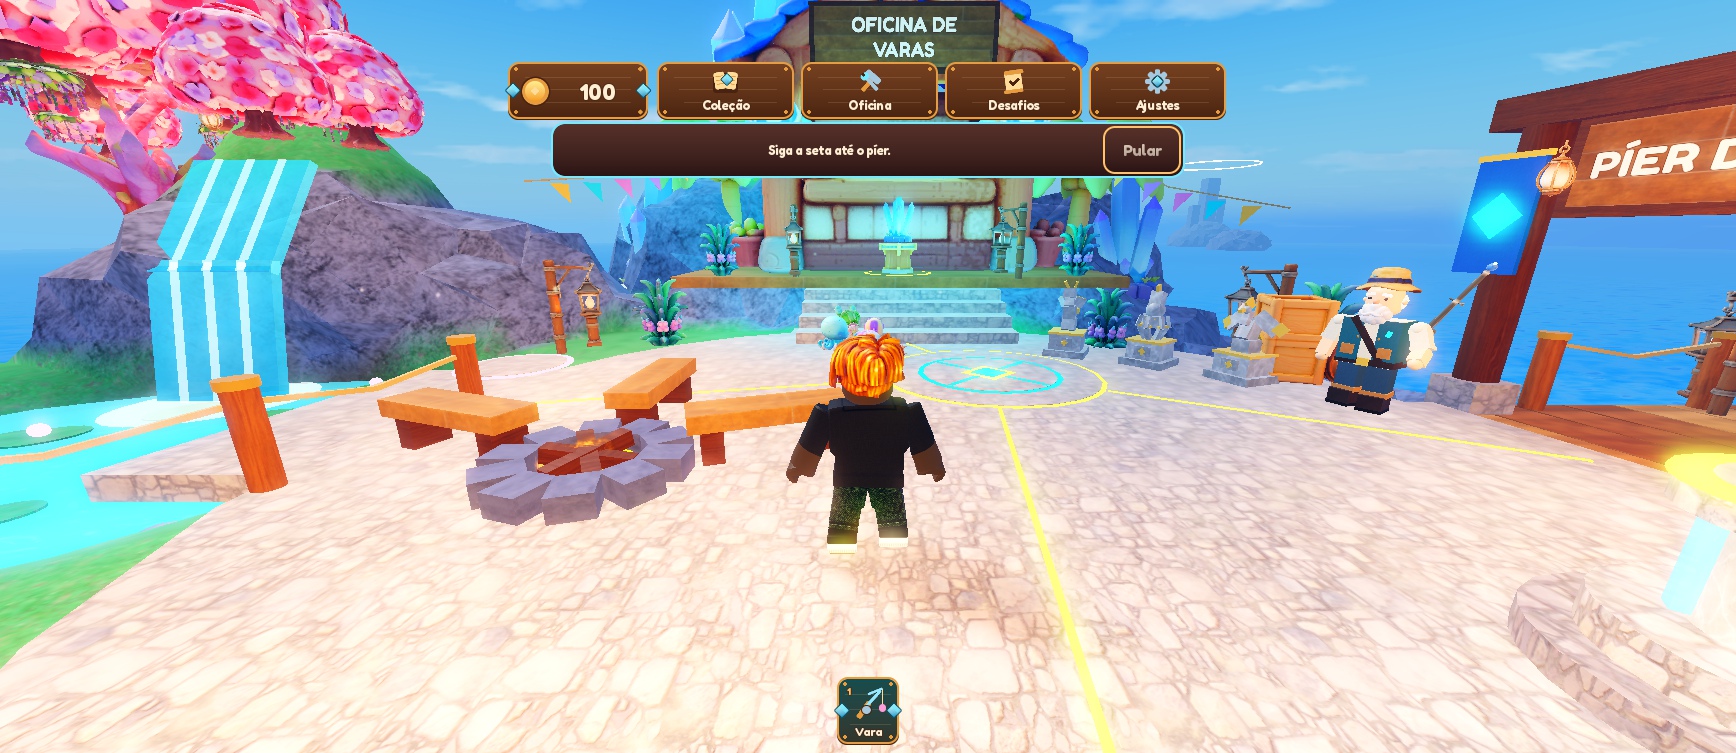 OFICINA DE
VARAS
100
Coleção
Oficina
Desafios
Ajustes
Siga a seta até o píer.
Pular
PÍER D
1
Vara